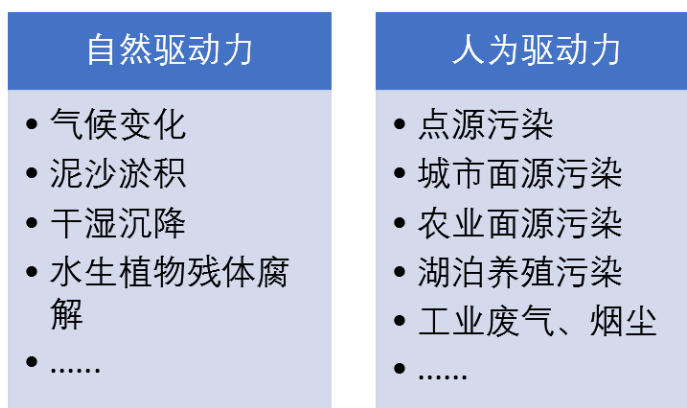 自然驱动力
• 气候变化
• 泥沙淤积
• 干湿沉降
• 水生植物残体腐
解
• ......
人为驱动力
• 点源污染
• 城市面源污染
• 农业面源污染
• 湖泊养殖污染
• 工业废气、烟尘
• ......